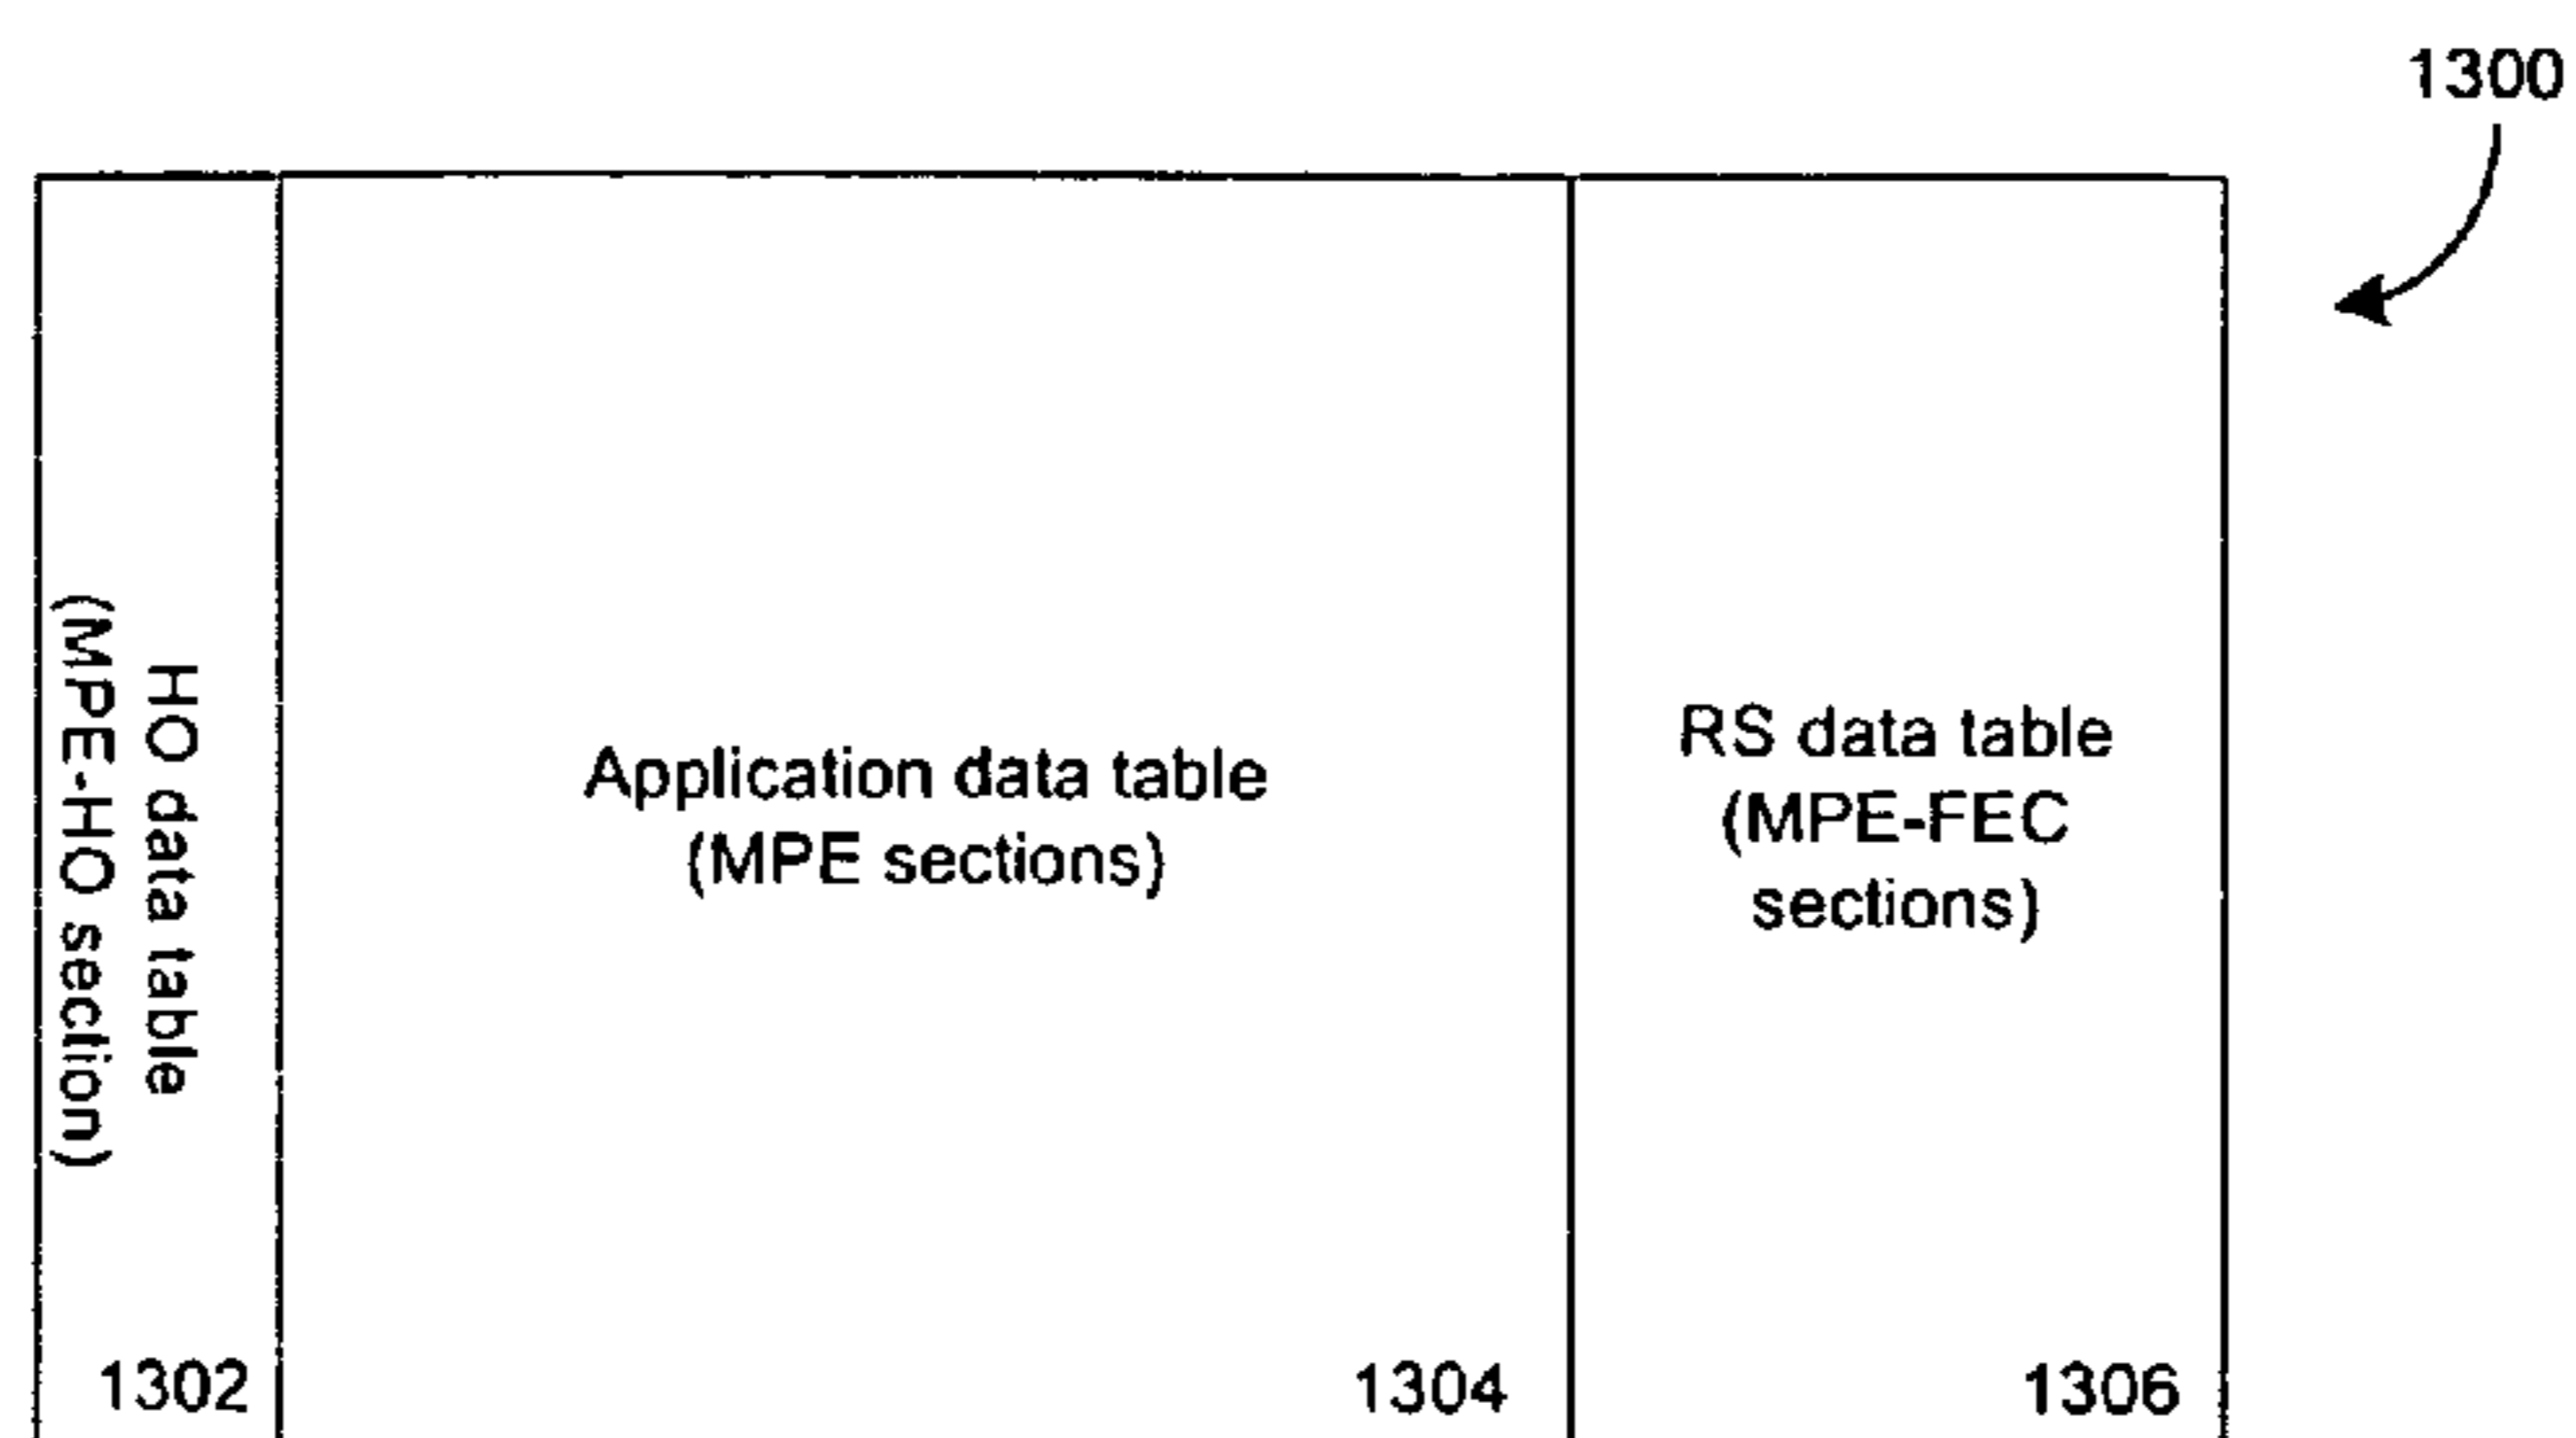 1300
HO data table
(MPE-HO section)
Application data table
(MPE sections)
RS data table
(MPE-FEC
sections)
1302
1304
1306